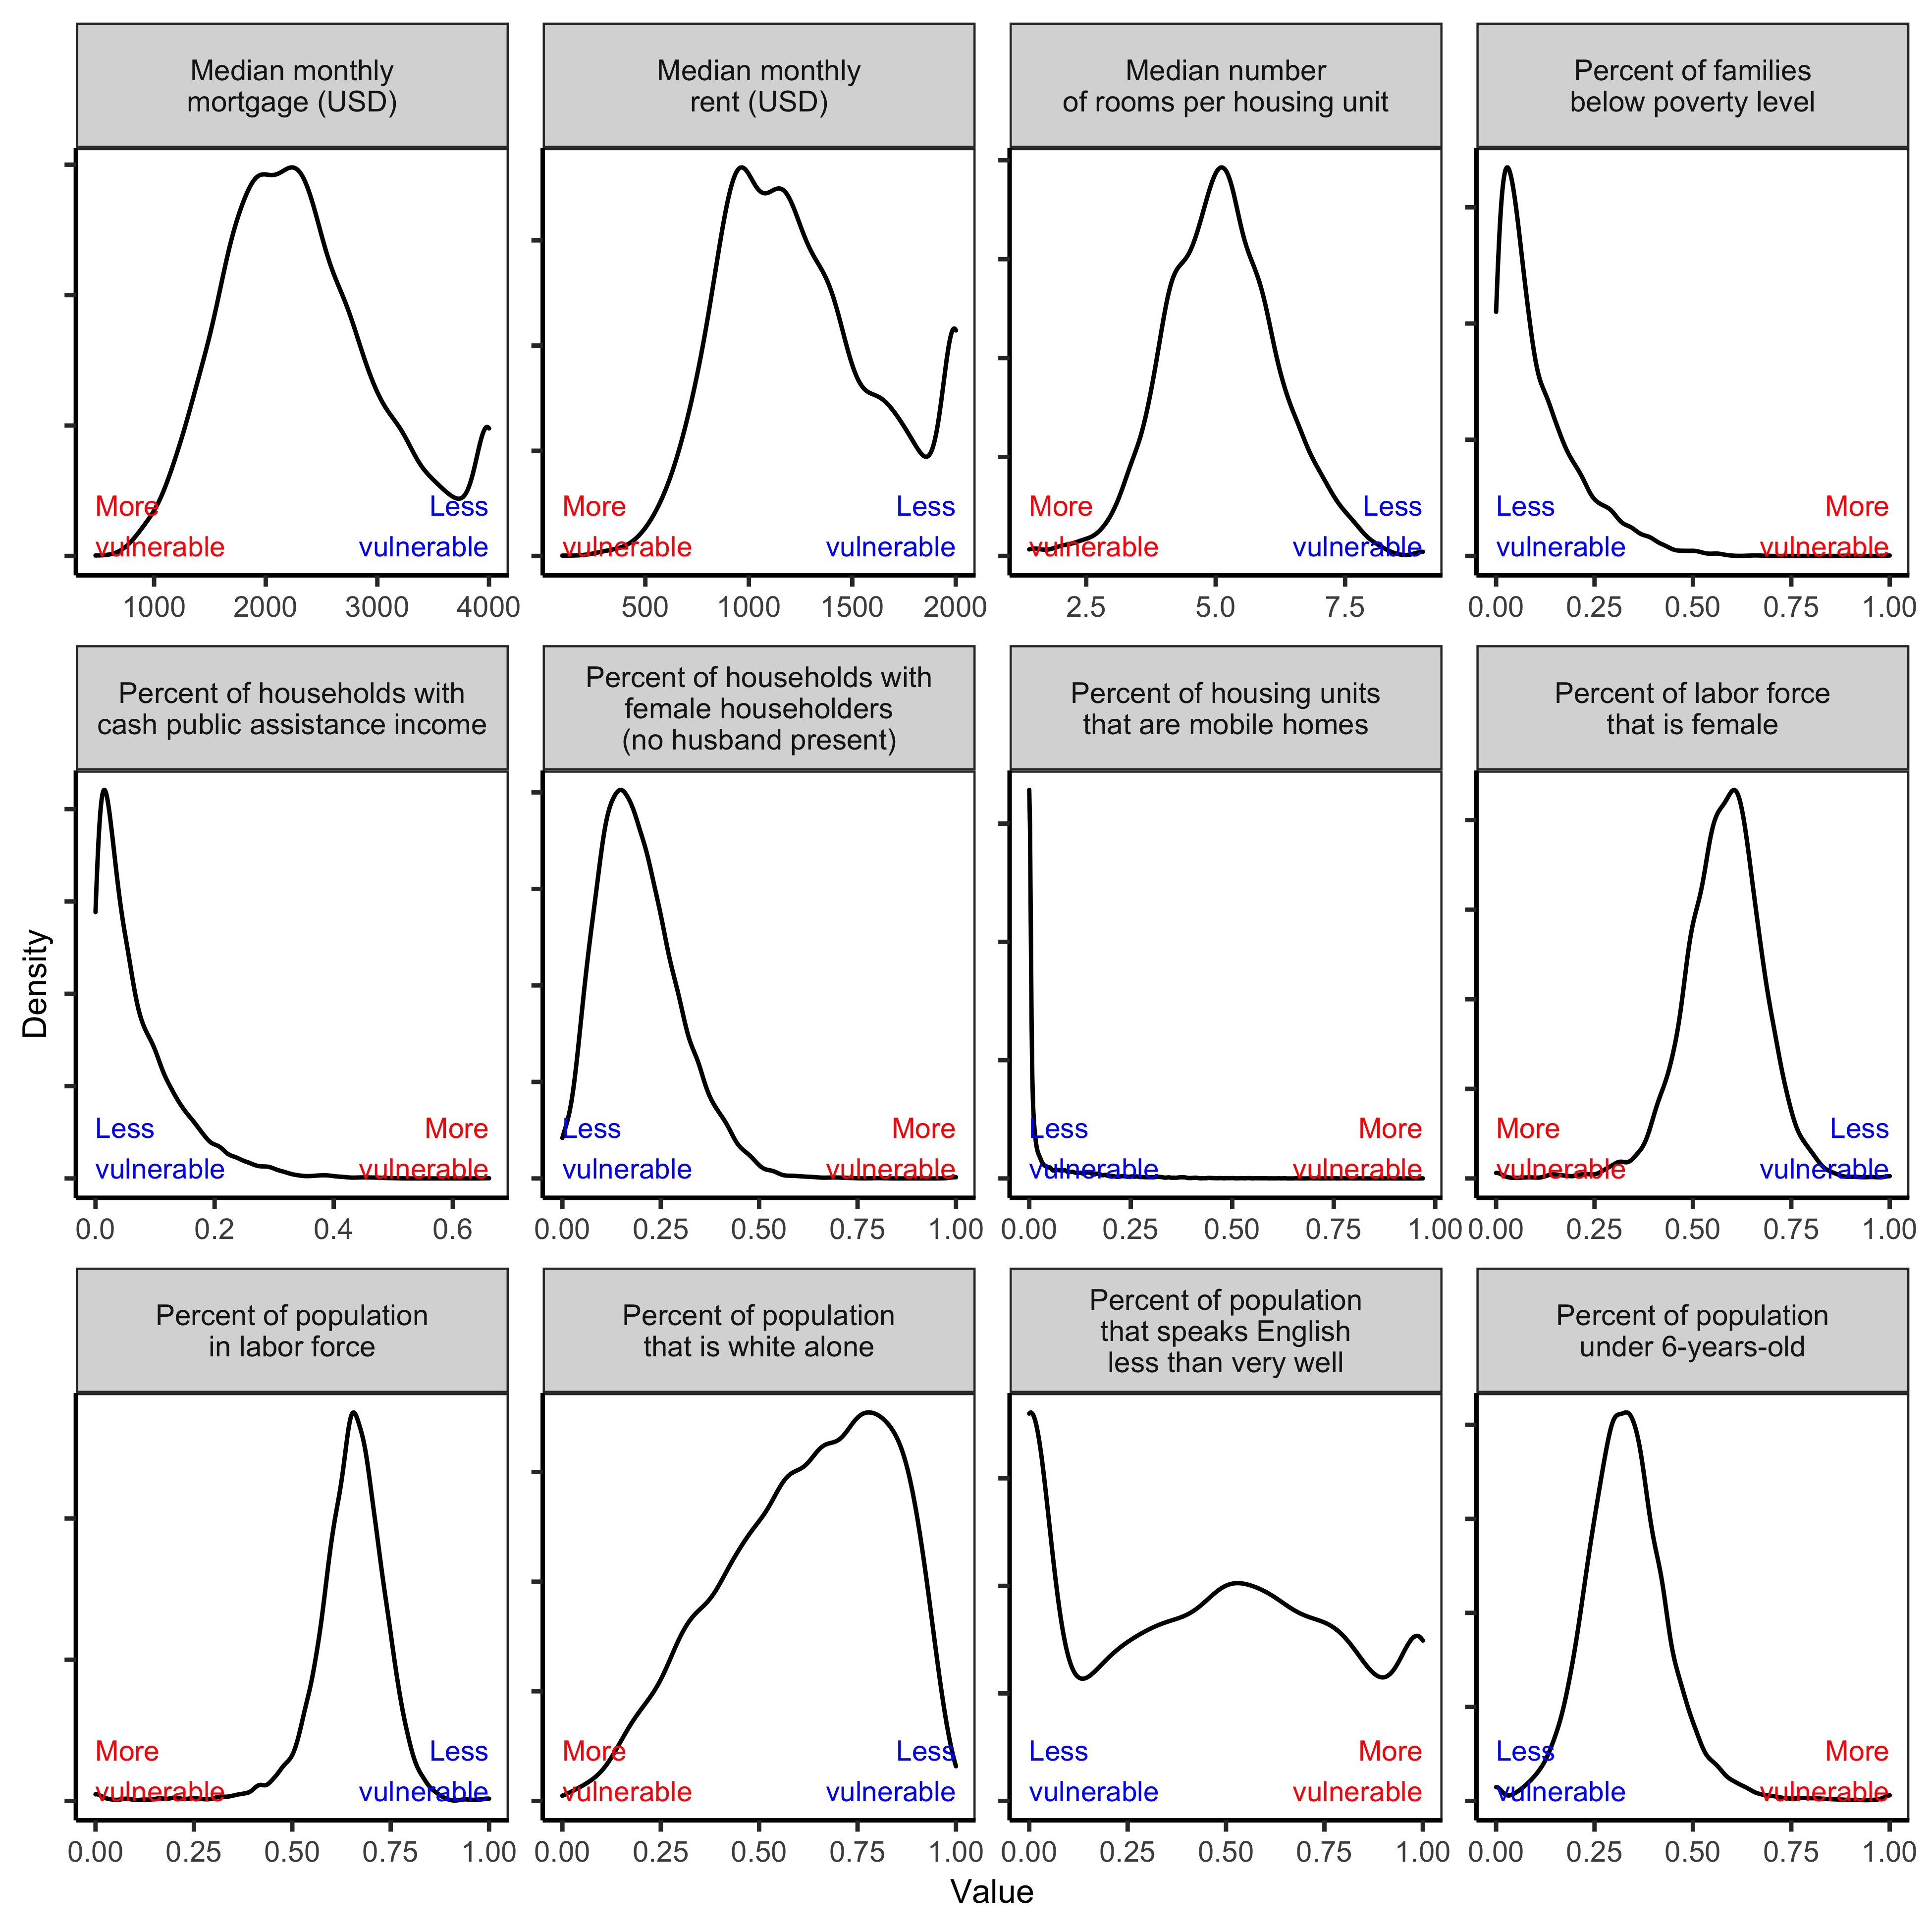 Median monthly
mortgage (USD)
Median monthly
rent (USD)
Median number
of rooms per housing unit
Percent of families
below poverty level
More
vulnerable
Less
vulnerable
More
vulnerable
Less
vulnerable
More
vulnerable
Less
vulnerable
Less
vulnerable
More
vulnerable
1000 2000 3000 4000
500 1000 1500 2000
2.5 5.0 7.5
0.00 0.25 0.50 0.75 1.00
Percent of households with
cash public assistance income
Percent of households with
female householders
(no husband present)
Percent of housing units
that are mobile homes
Percent of labor force
that is female
Density
Less
vulnerable
More
vulnerable
Less
vulnerable
More
vulnerable
Less
vulnerable
More
vulnerable
More
vulnerable
Less
vulnerable
0.0 0.2 0.4 0.6
0.00 0.25 0.50 0.75 1.00
0.00 0.25 0.50 0.75 1.00
0.00 0.25 0.50 0.75 1.00
Percent of population
in labor force
Percent of population
that is white alone
Percent of population
that speaks English
less than very well
Percent of population
under 6-years-old
More
vulnerable
Less
vulnerable
More
vulnerable
Less
vulnerable
Less
vulnerable
More
vulnerable
Less
vulnerable
More
vulnerable
0.00 0.25 0.50 0.75 1.00
0.00 0.25 0.50 0.75 1.00
0.00 0.25 0.50 0.75 1.00
0.00 0.25 0.50 0.75 1.00
Value